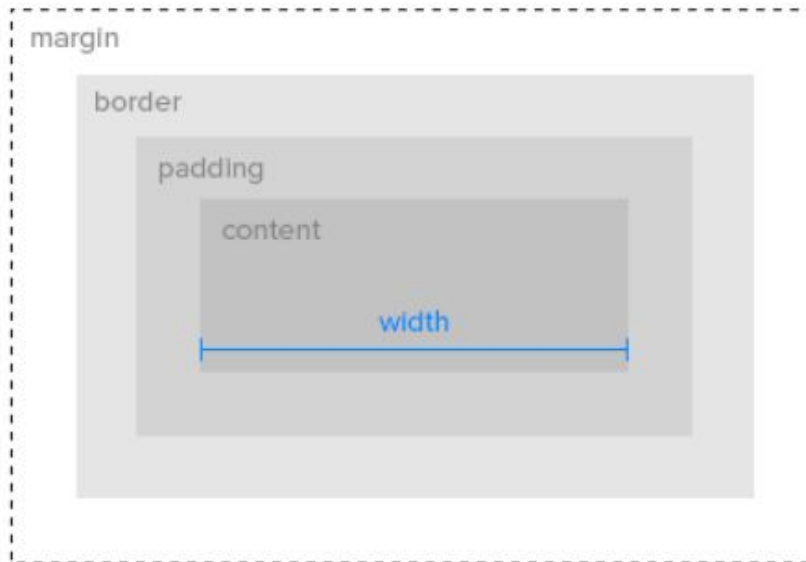 margin
border
padding
content
width